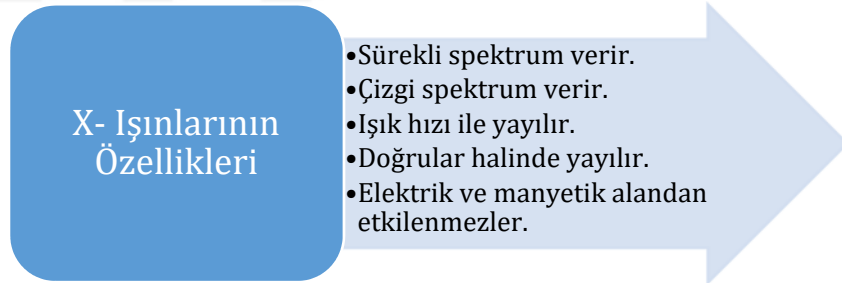 X- Işınlarının
Özellikleri
•Sürekli spektrum verir.
•Çizgi spektrum verir.
•Işık hızı ile yayılır.
•Doğrular halinde yayılır.
•Elektrik ve manyetik alandan
etkilenmezler.